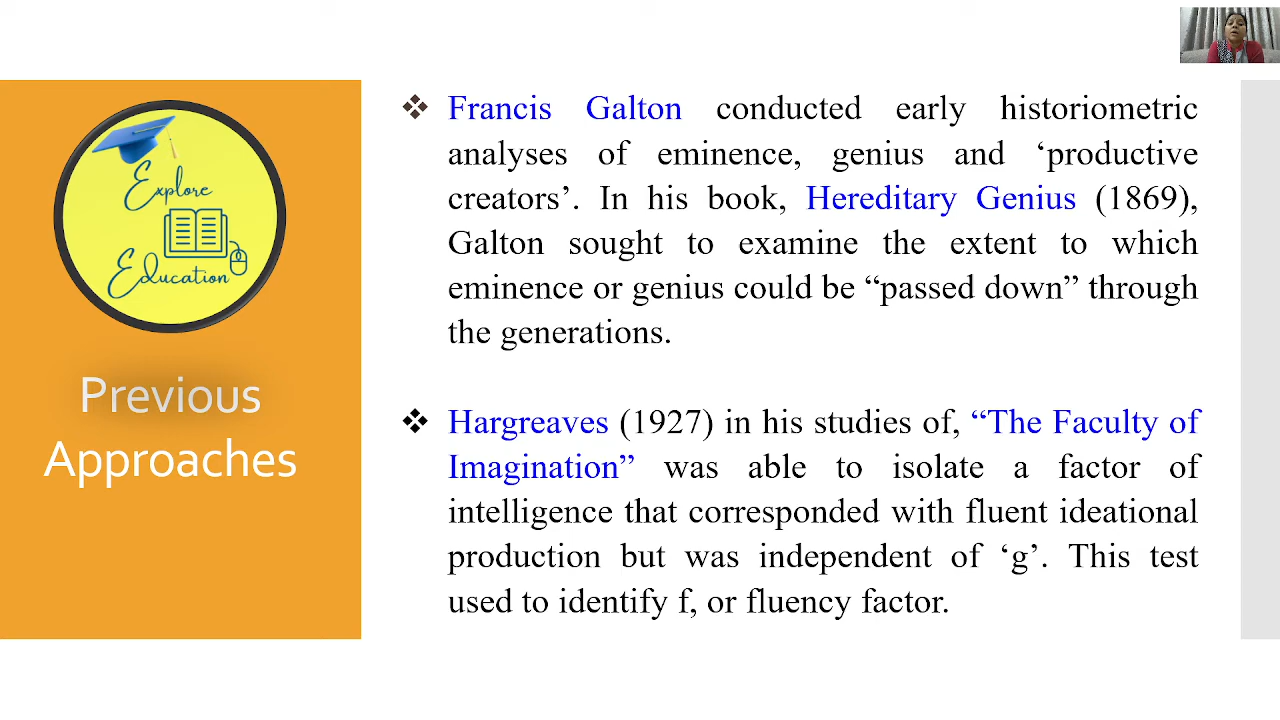 Explore
Education
Previous
Approaches
❖ Francis Galton conducted early historiometric
analyses of eminence, genius and ‘productive
creators’. In his book, Hereditary Genius (1869),
Galton sought to examine the extent to which
eminence or genius could be “passed down” through
the generations.
❖ Hargreaves (1927) in his studies of, “The Faculty of
Imagination” was able to isolate a factor of
intelligence that corresponded with fluent ideational
production but was independent of ‘g’. This test
used to identify f, or fluency factor.